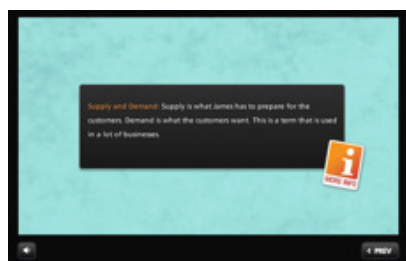 Supply and Demand: Supply is what James has to prepare for the
customers. Demand is what the customers want. This is a term that is used
in a lot of businesses.
MORE INFO
PREV